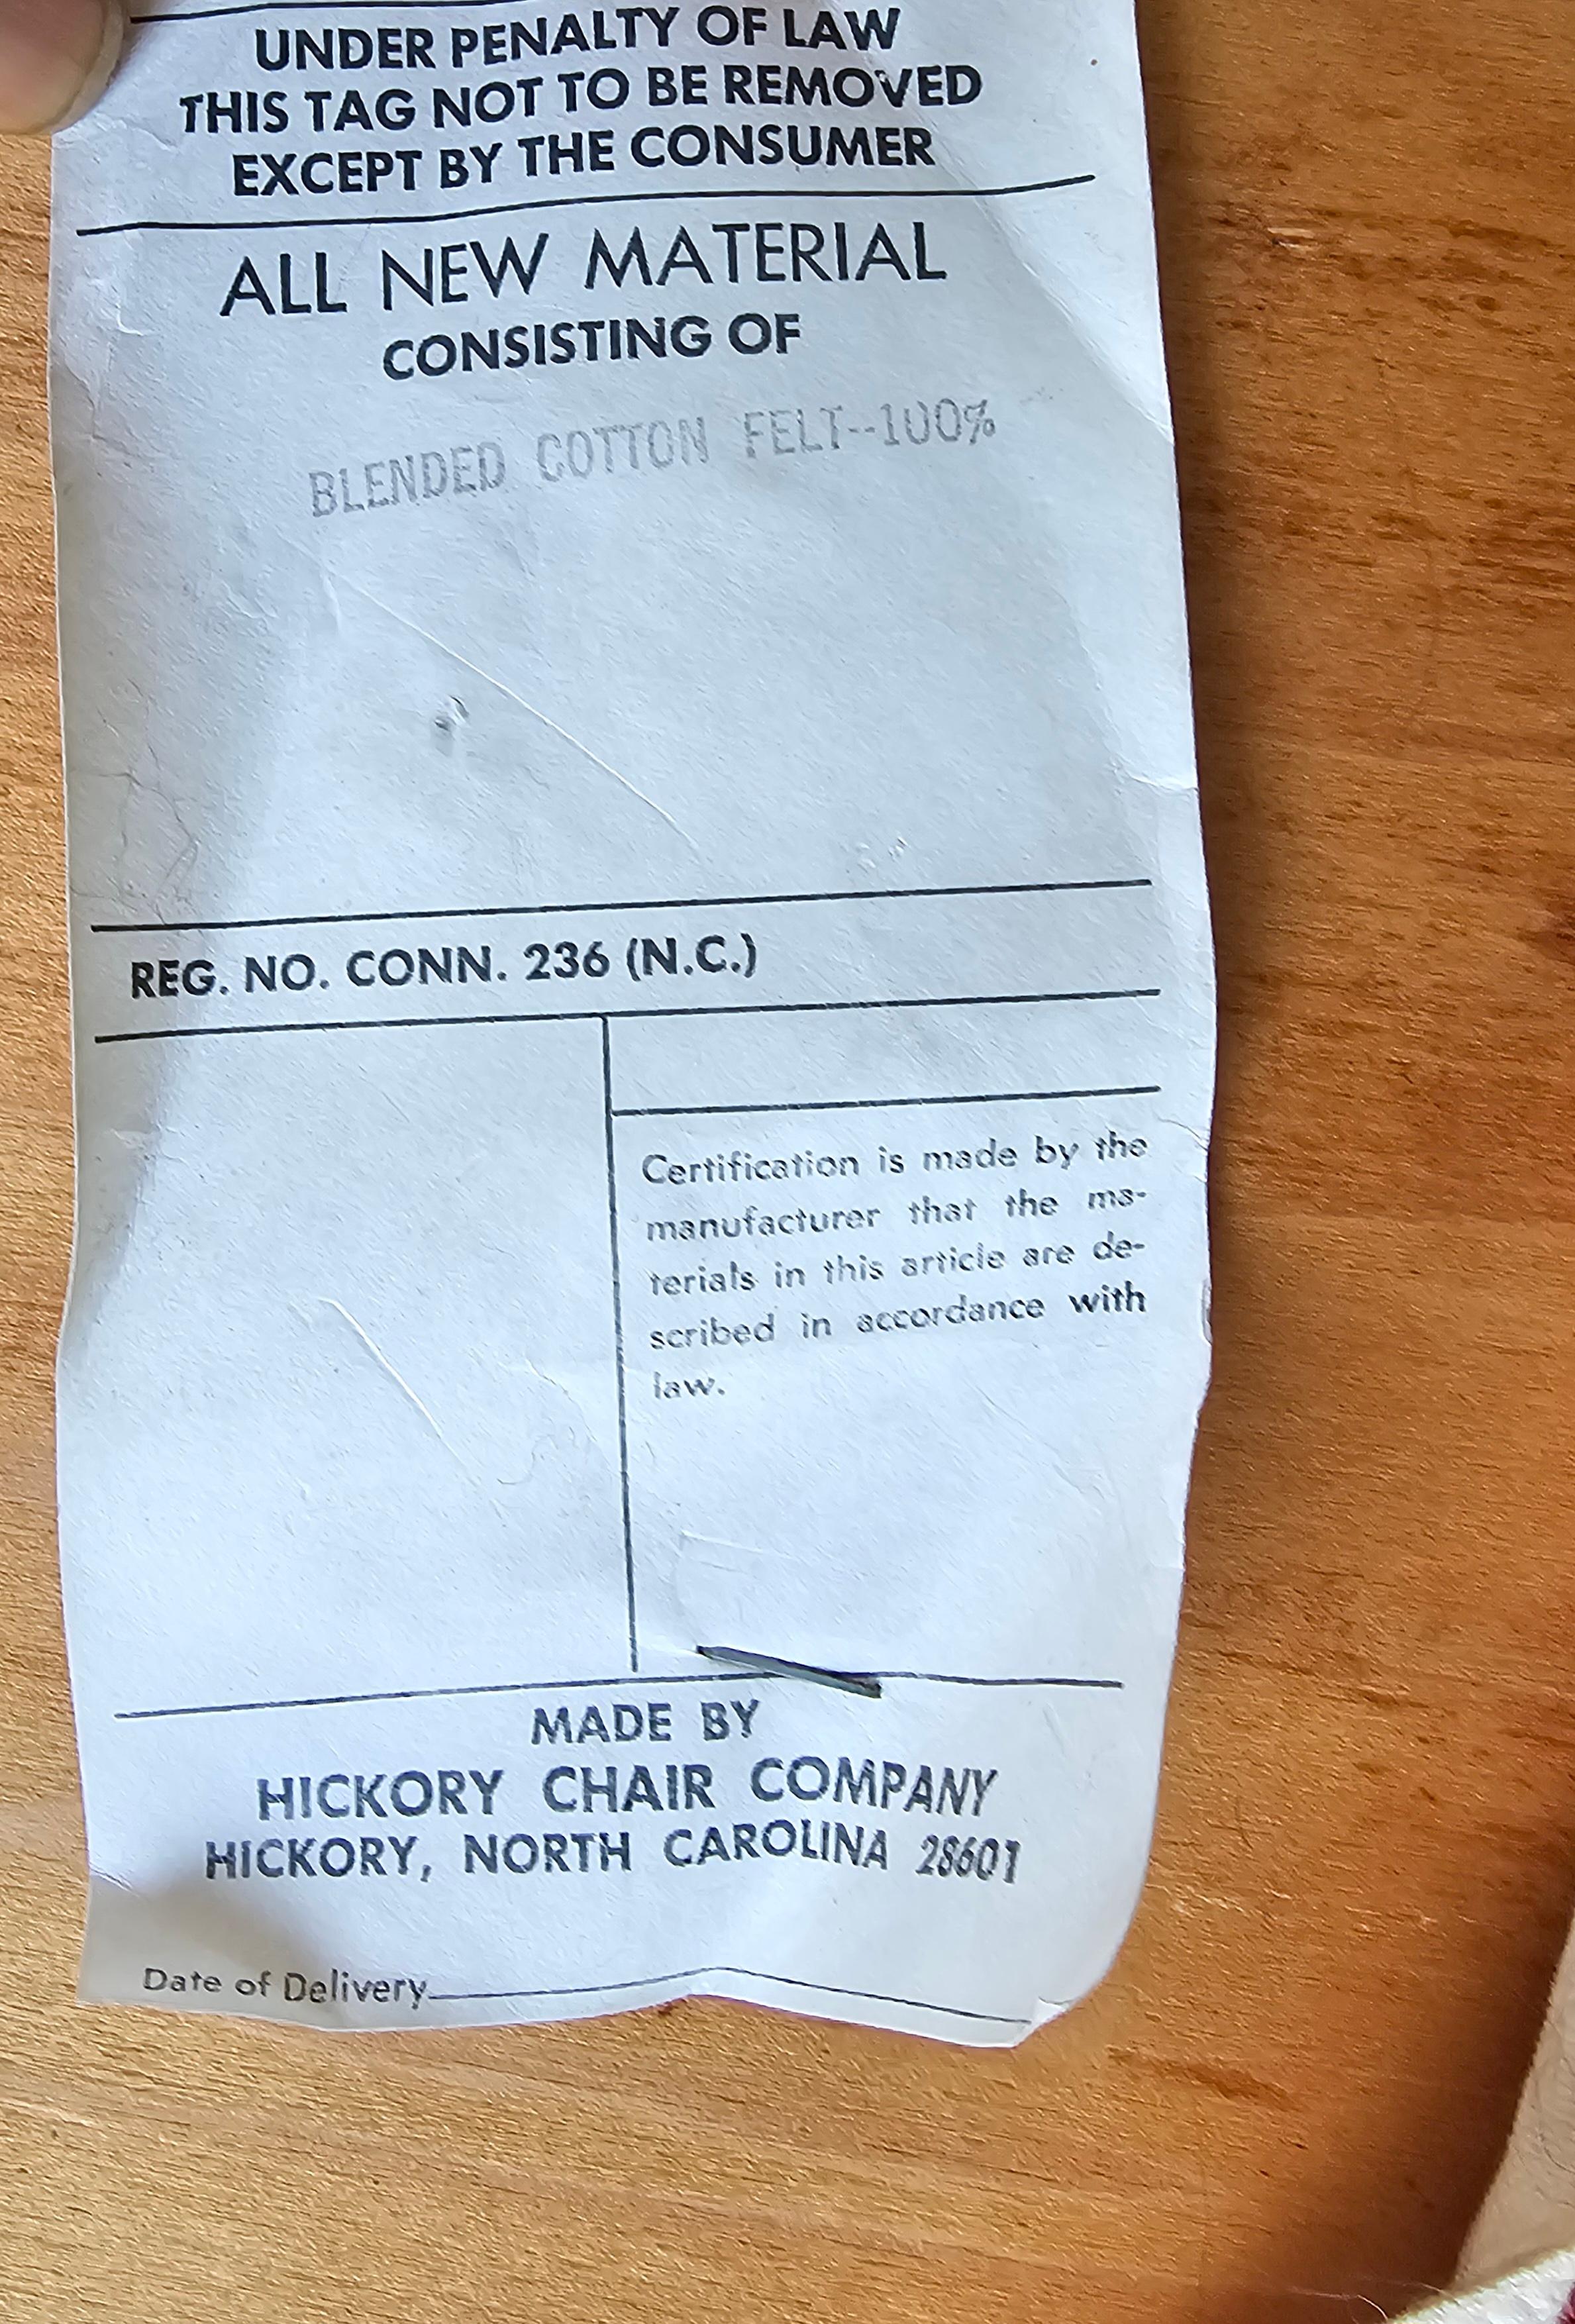 UNDER PENALTY OF LAW
THIS TAG NOT TO BE REMOVED
EXCEPT BY THE CONSUMER
ALL NEW MATERIAL
CONSISTING OF
BLENDED COTTON FELT--100%
REG. NO. CONN. 236 (N.C.)
Certification is made by the
manufacturer that the ma-
terials in this article are de-
scribed in accordance with
law.
MADE BY
HICKORY CHAIR COMPANY
HICKORY, NORTH CAROLINA 28601
Date of Delivery